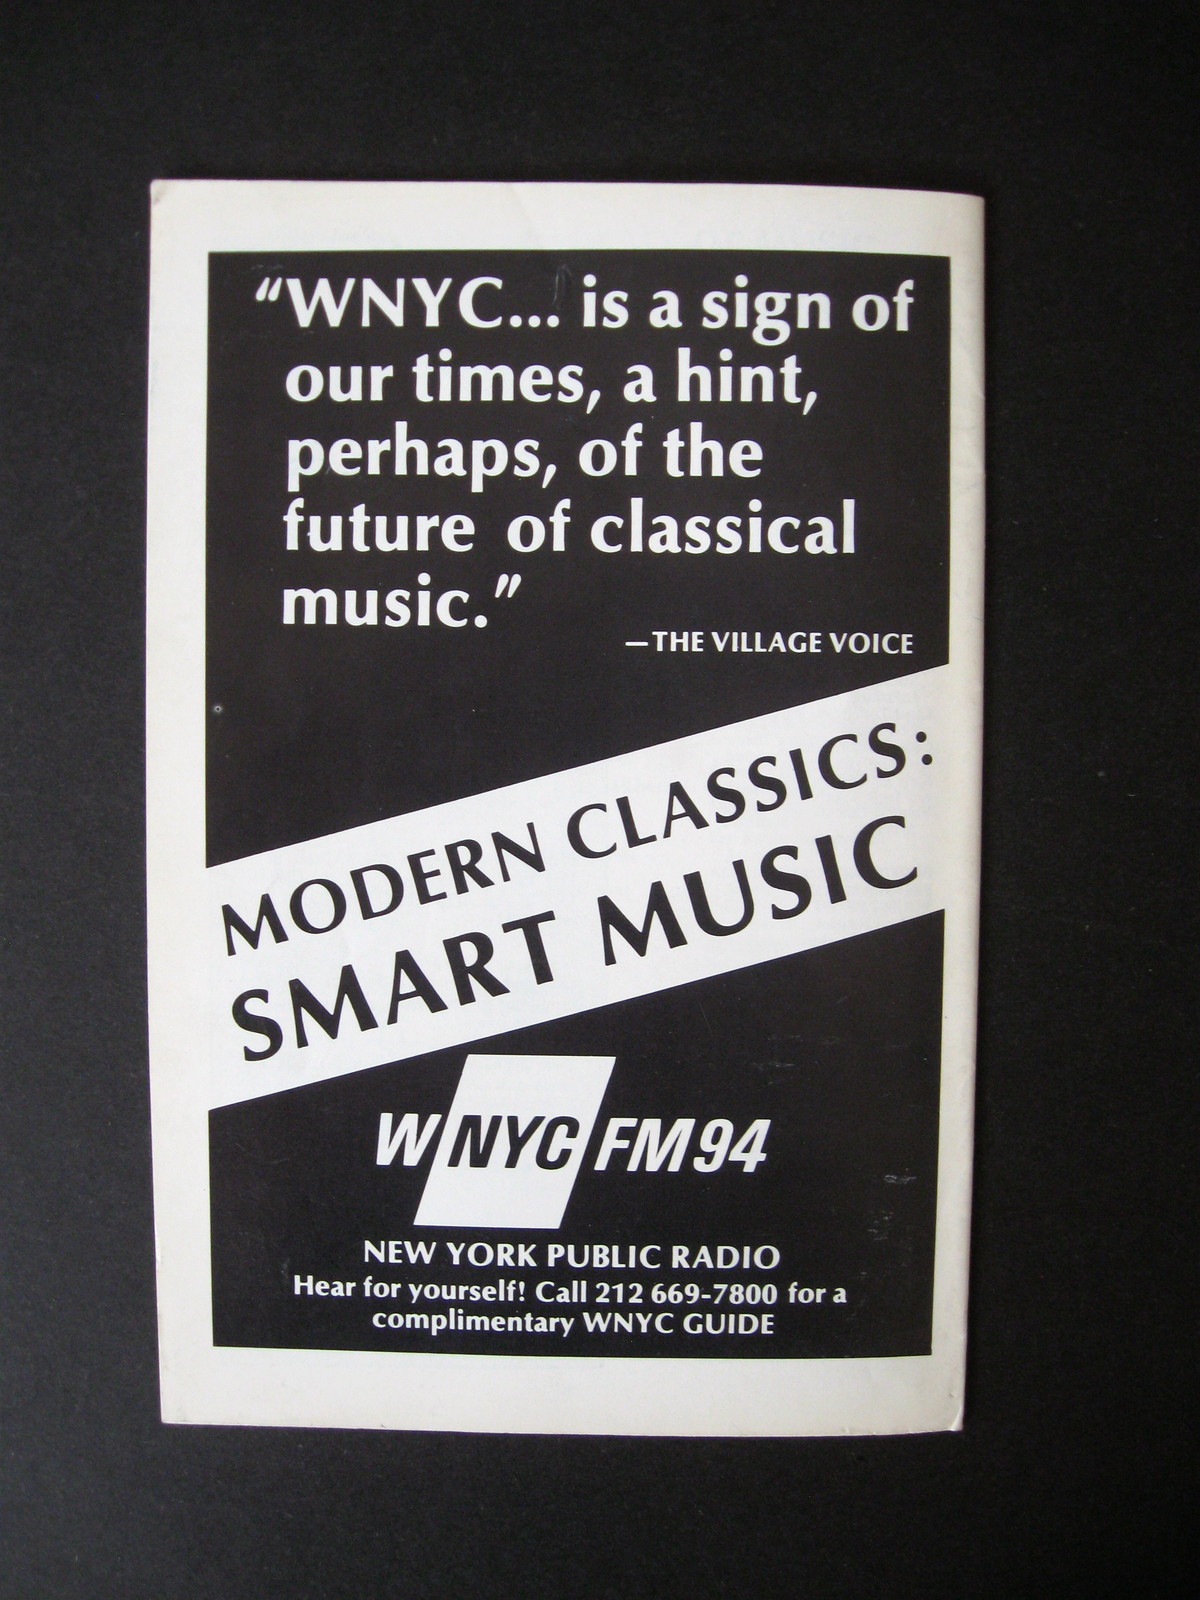 “WNYC... is a sign of
our times, a hint,
perhaps, of the
future of classical
music.”
—THE VILLAGE VOICE
MODERN CLASSICS:
SMART MUSIC
WNYC FM94
NEW YORK PUBLIC RADIO
Hear for yourself! Call 212 669-7800 for a
complimentary WNYC GUIDE